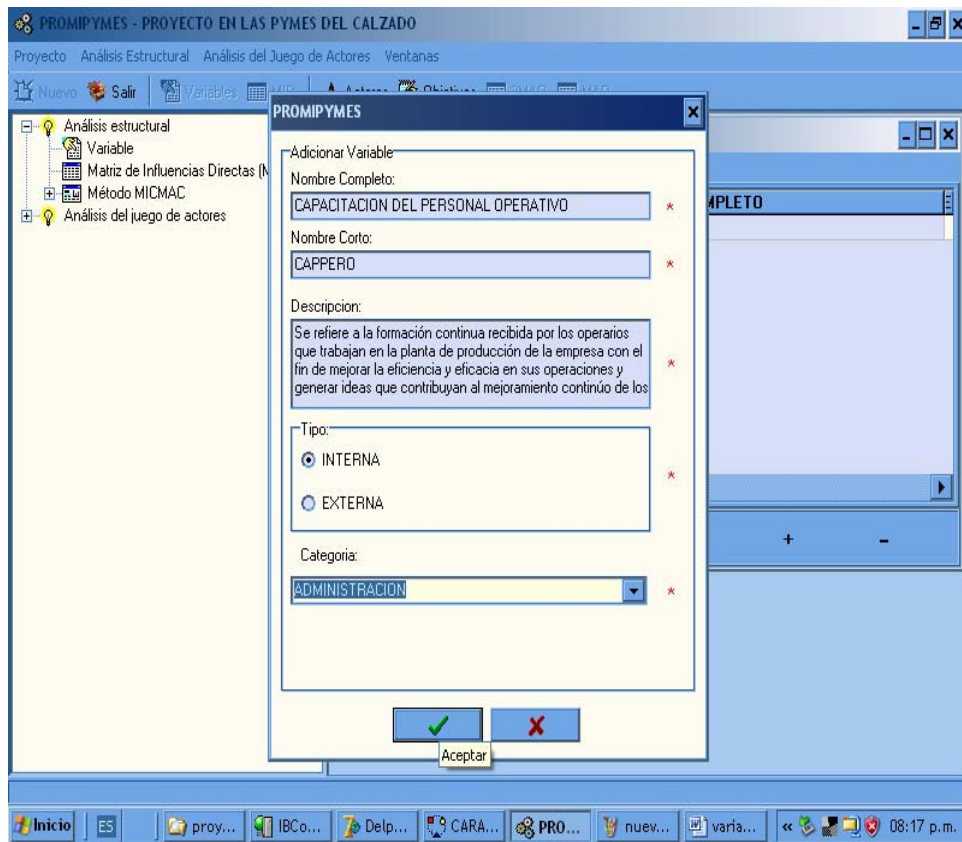 PROMIPYMES - PROYECTO EN LAS PYMES DEL CALZADO
Proyecto Análisis Estructural Análisis del Juego de Actores Ventanas
Nuevo Salir Variables
Análisis estructural
Variable
Matriz de Influencias Directas (M
Método MICMAC
Análisis del juego de actores
PROMIPYMES
Adicionar Variable
Nombre Completo:
CAPACITACION DEL PERSONAL OPERATIVO *
Nombre Corto:
CAPPERO *
Descripcion:
Se refiere a la formación continua recibida por los operarios
que trabajan en la planta de producción de la empresa con el
fin de mejorar la eficiencia y eficacia en sus operaciones y
generar ideas que contribuyan al mejoramiento continúo de los
*
Tipo:
INTERNA
EXTERNA
*
Categoria:
ADMINISTRACION *
Aceptar
MPLETO
+ -
Inicio ES proy... IBCo... Delp... CARA... PRO... nuev... varia... « 08:17 p.m.